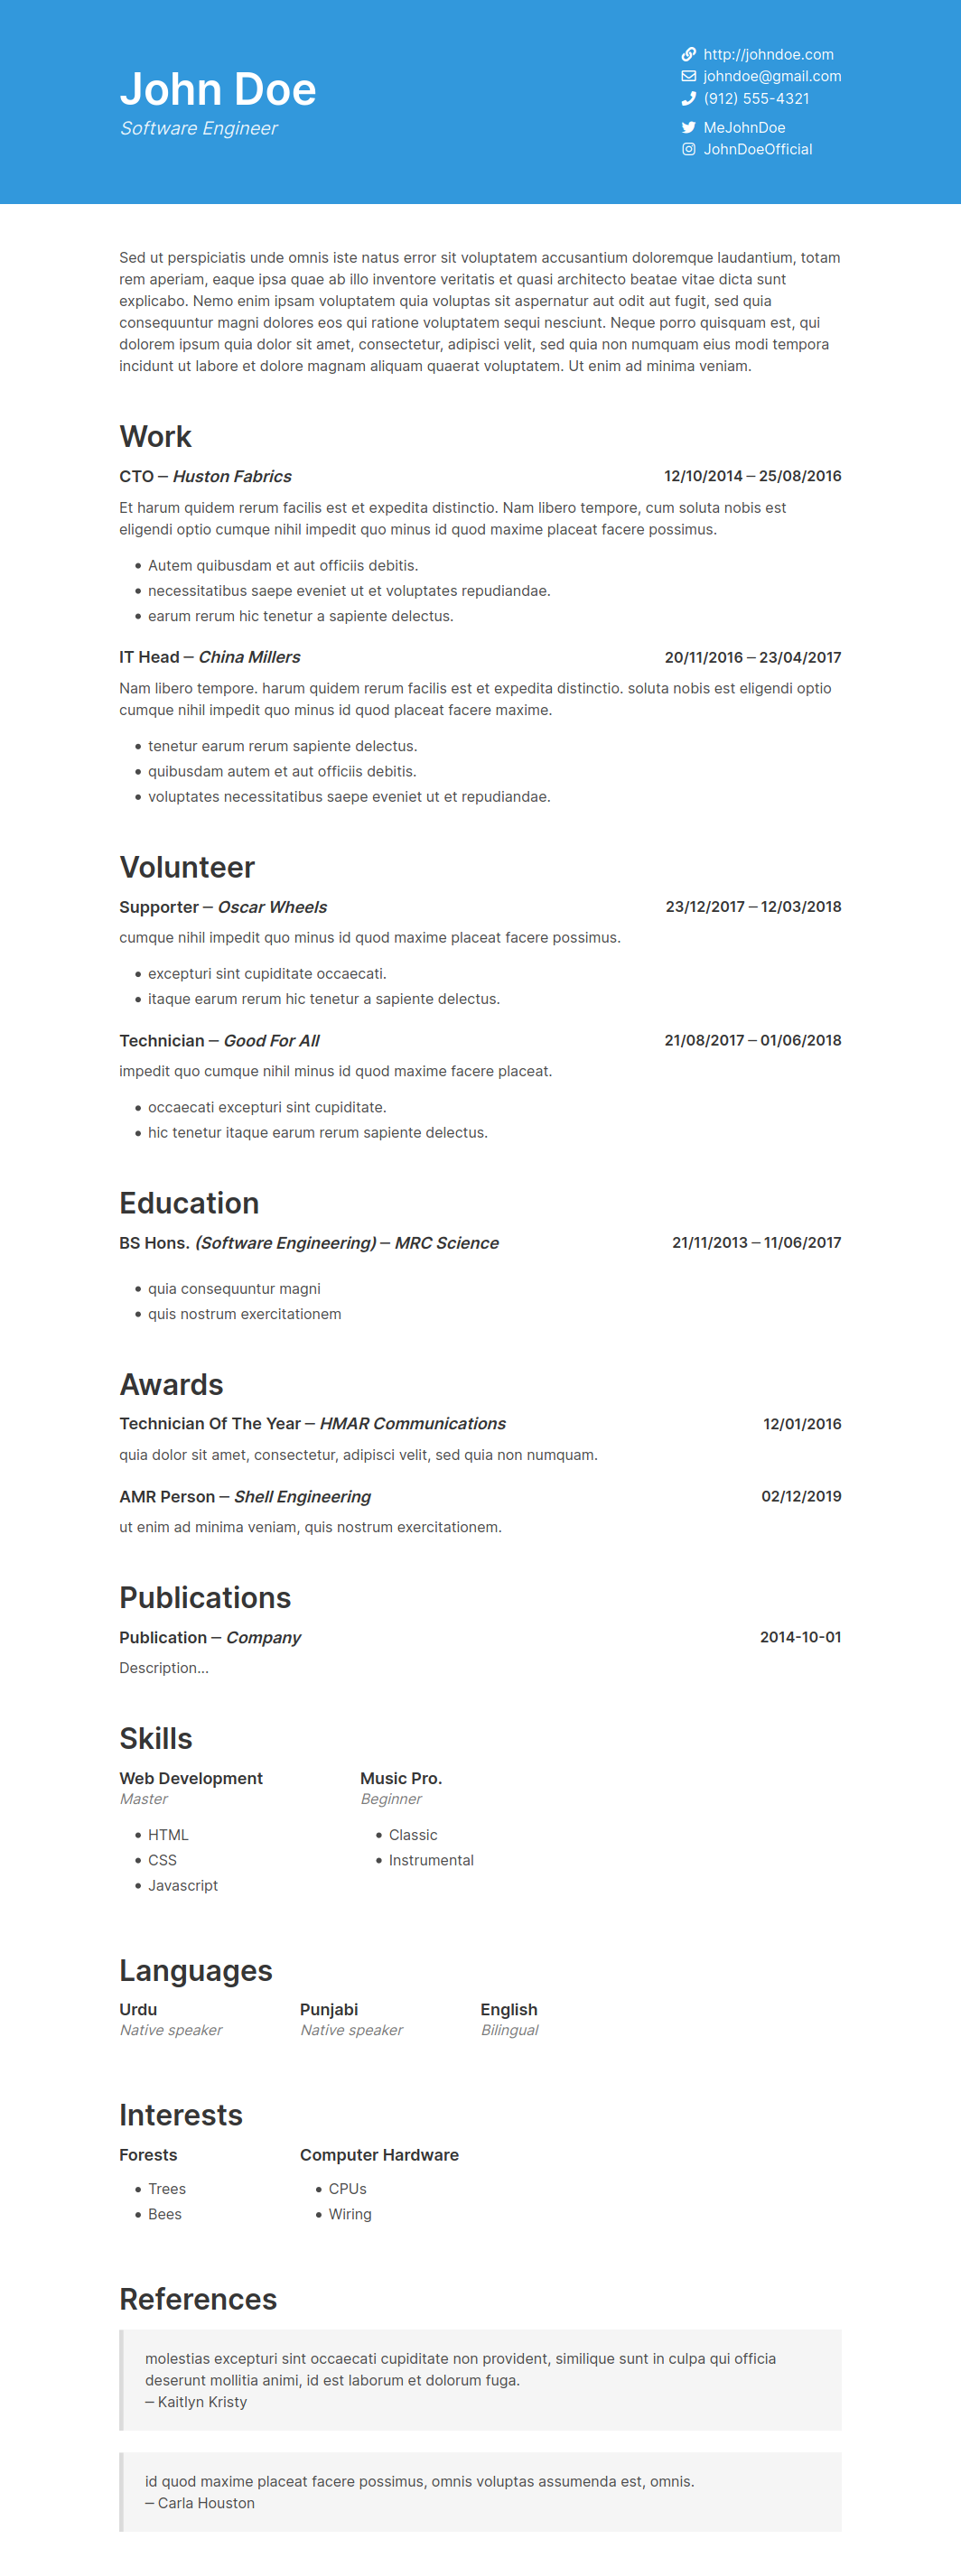 John Doe
Software Engineer
http://johndoe.com
johndoe@gmail.com
(912) 555-4321
MeJohnDoe
JohnDoeOfficial
Sed ut perspiciatis unde omnis iste natus error sit voluptatem accusantium doloremque laudantium, totam
rem aperiam, eaque ipsa quae ab illo inventore veritatis et quasi architecto beatae vitae dicta sunt
explicabo. Nemo enim ipsam voluptatem quia voluptas sit aspernatur aut odit aut fugit, sed quia
consequuntur magni dolores eos qui ratione voluptatem sequi nesciunt. Neque porro quisquam est, qui
dolorem ipsum quia dolor sit amet, consectetur, adipisci velit, sed quia non numquam eius modi tempora
incidunt ut labore et dolore magnam aliquam quaerat voluptatem. Ut enim ad minima veniam.
Work
CTO – Huston Fabrics 12/10/2014 – 25/08/2016
Et harum quidem rerum facilis est et expedita distinctio. Nam libero tempore, cum soluta nobis est
eligendi optio cumque nihil impedit quo minus id quod maxime placeat facere possimus.
• Autem quibusdam et aut officiis debitis.
• necessitatibus saepe eveniet ut et voluptates repudiandae.
• earum rerum hic tenetur a sapiente delectus.
IT Head – China Millers 20/11/2016 – 23/04/2017
Nam libero tempore. harum quidem rerum facilis est et expedita distinctio. soluta nobis est eligendi optio
cumque nihil impedit quo minus id quod placeat facere maxime.
• tenetur earum rerum sapiente delectus.
• quibusdam autem et aut officiis debitis.
• voluptates necessitatibus saepe eveniet ut et repudiandae.
Volunteer
Supporter – Oscar Wheels 23/12/2017 – 12/03/2018
cumque nihil impedit quo minus id quod maxime placeat facere possimus.
• excepturi sint cupiditate occaecati.
• itaque earum rerum hic tenetur a sapiente delectus.
Technician – Good For All 21/08/2017 – 01/06/2018
impedit quo cumque nihil minus id quod maxime facere placeat.
• occaecati excepturi sint cupiditate.
• hic tenetur itaque earum rerum sapiente delectus.
Education
BS Hons. (Software Engineering) – MRC Science 21/11/2013 – 11/06/2017
• quia consequuntur magni
• quis nostrum exercitationem
Awards
Technician Of The Year – HMAR Communications 12/01/2016
quia dolor sit amet, consectetur, adipisci velit, sed quia non numquam.
AMR Person – Shell Engineering 02/12/2019
ut enim ad minima veniam, quis nostrum exercitationem.
Publications
Publication – Company 2014-10-01
Description...
Skills
Web Development
Master
• HTML
• CSS
• Javascript
Music Pro.
Beginner
• Classic
• Instrumental
Languages
Urdu
Native speaker
Punjabi
Native speaker
English
Bilingual
Interests
Forests
• Trees
• Bees
Computer Hardware
• CPUs
• Wiring
References
molestias excepturi sint occaecati cupiditate non provident, similique sunt in culpa qui officia
deserunt mollitia animi, id est laborum et dolorum fuga.
– Kaitlyn Kristy
id quod maxime placeat facere possimus, omnis voluptas assumenda est, omnis.
– Carla Houston